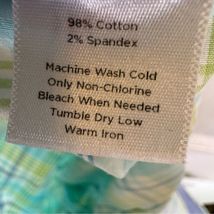 98% Cotton
2% Spandex
Machine Wash Cold
Only Non-Chlorine
Bleach When Needed
Tumble Dry Low
Warm Iron